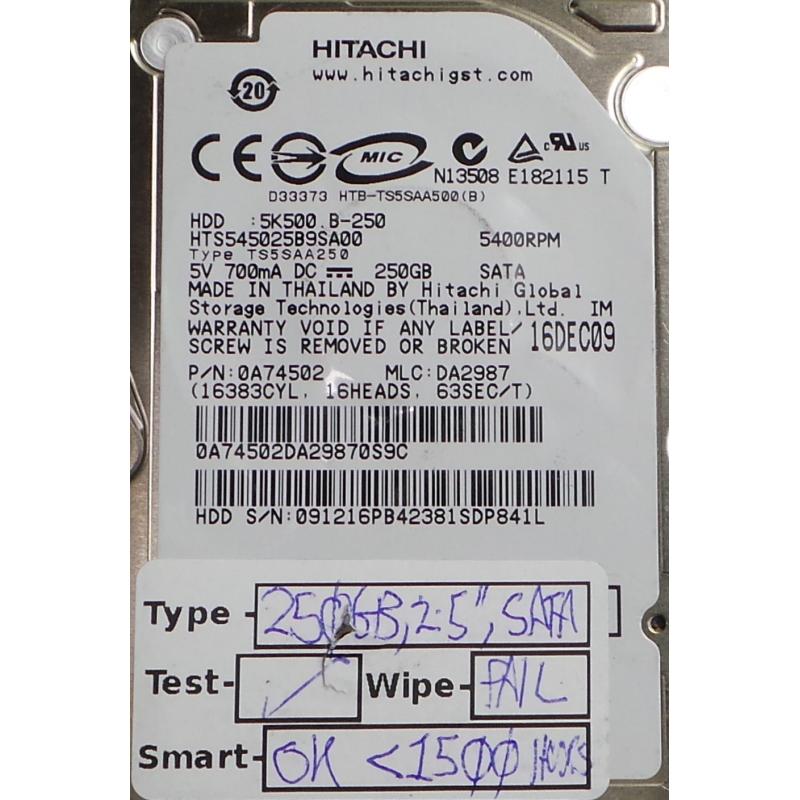 HITACHI
www.hitachigst.com
20
CE MIC c RU us
N13508 E182115 T
D33373 HTB-TS5SAA500(B)
HDD :5K500.B-250
HTS545025B9SA00 5400RPM
Type TS5SAA250
5V 700mA DC 250GB SATA
MADE IN THAILAND BY Hitachi Global
Storage Technologies(Thailand),Ltd. IM
WARRANTY VOID IF ANY LABEL/ 16DEC09
SCREW IS REMOVED OR BROKEN
P/N:0A74502 MLC:DA2987
(16383CYL, 16HEADS, 63SEC/T)
0A74502DA29870S9C
HDD S/N:091216PB42381SDP841L
Type - 250GB, 2.5", SATA
Test- Wipe- FAIL
Smart- OK <1500 HOURS